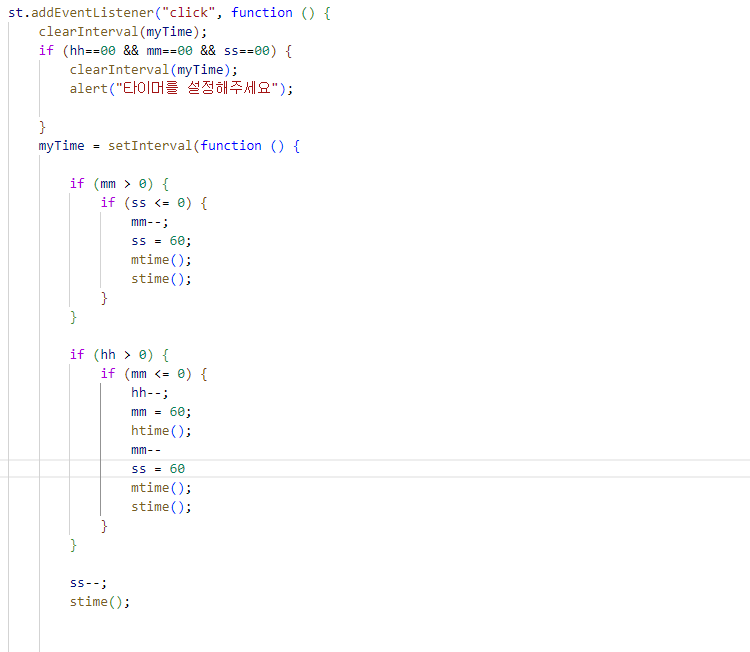 st.addEventListener("click", function () {
clearInterval(myTime);
if (hh==00 && mm==00 && ss==00) {
clearInterval(myTime);
alert("타이머를 설정해주세요");
}
myTime = setInterval(function () {
if (mm > 0) {
if (ss <= 0) {
mm--;
ss = 60;
mtime();
stime();
}
}
if (hh > 0) {
if (mm <= 0) {
hh--;
mm = 60;
htime();
mm--
ss = 60
mtime();
stime();
}
}
ss--;
stime();